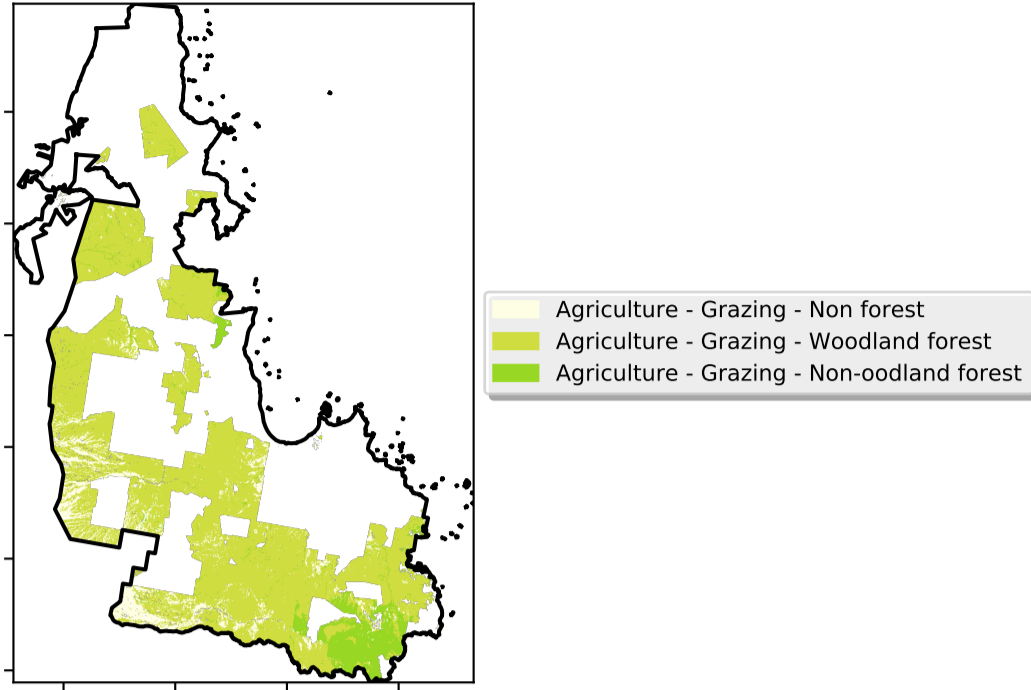 Agriculture - Grazing - Non forest
Agriculture - Grazing - Woodland forest
Agriculture - Grazing - Non-oodland forest